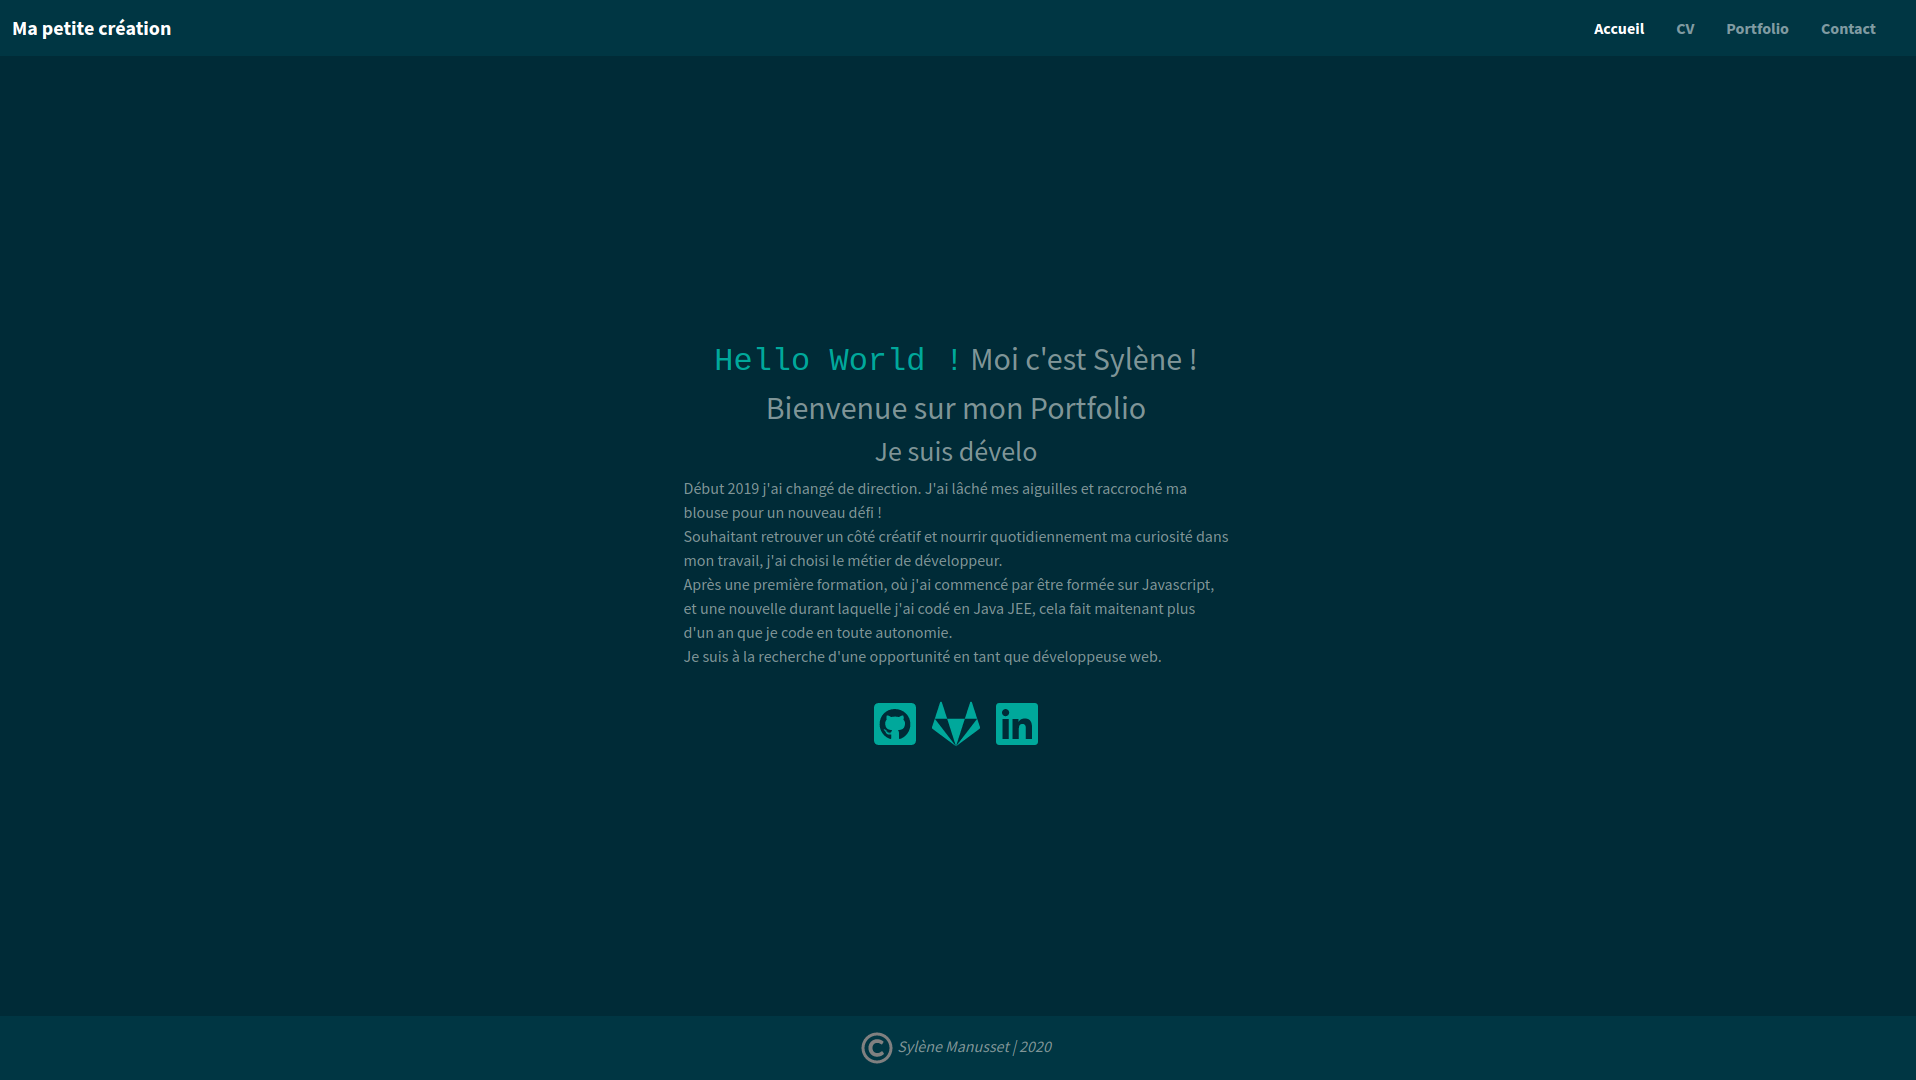 Ma petite création
Accueil CV Portfolio Contact
Hello World ! Moi c'est Sylène !
Bienvenue sur mon Portfolio
Je suis dévelo
Début 2019 j'ai changé de direction. J'ai lâché mes aiguilles et raccroché ma
blouse pour un nouveau défi !
Souhaitant retrouver un côté créatif et nourrir quotidiennement ma curiosité dans
mon travail, j'ai choisi le métier de développeur.
Après une première formation, où j'ai commencé par être formée sur Javascript,
et une nouvelle durant laquelle j'ai codé en Java JEE, cela fait maitenant plus
d'un an que je code en toute autonomie.
Je suis à la recherche d'une opportunité en tant que développeuse web.
in
© Sylène Manusset | 2020